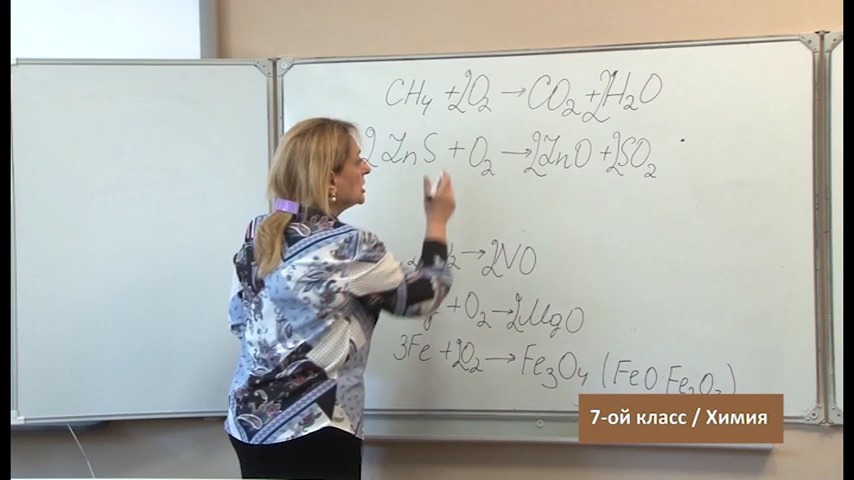 CH₄ + 2O₂ → CO₂ + 2H₂O
2ZnS + O₂ → 2ZnO + 2SO₂
₂ → 2NO
+ O₂ → 2MgO
3Fe + 2O₂ → Fe₃O₄ (FeO Fe₂O₃)
7-ой класс / Химия